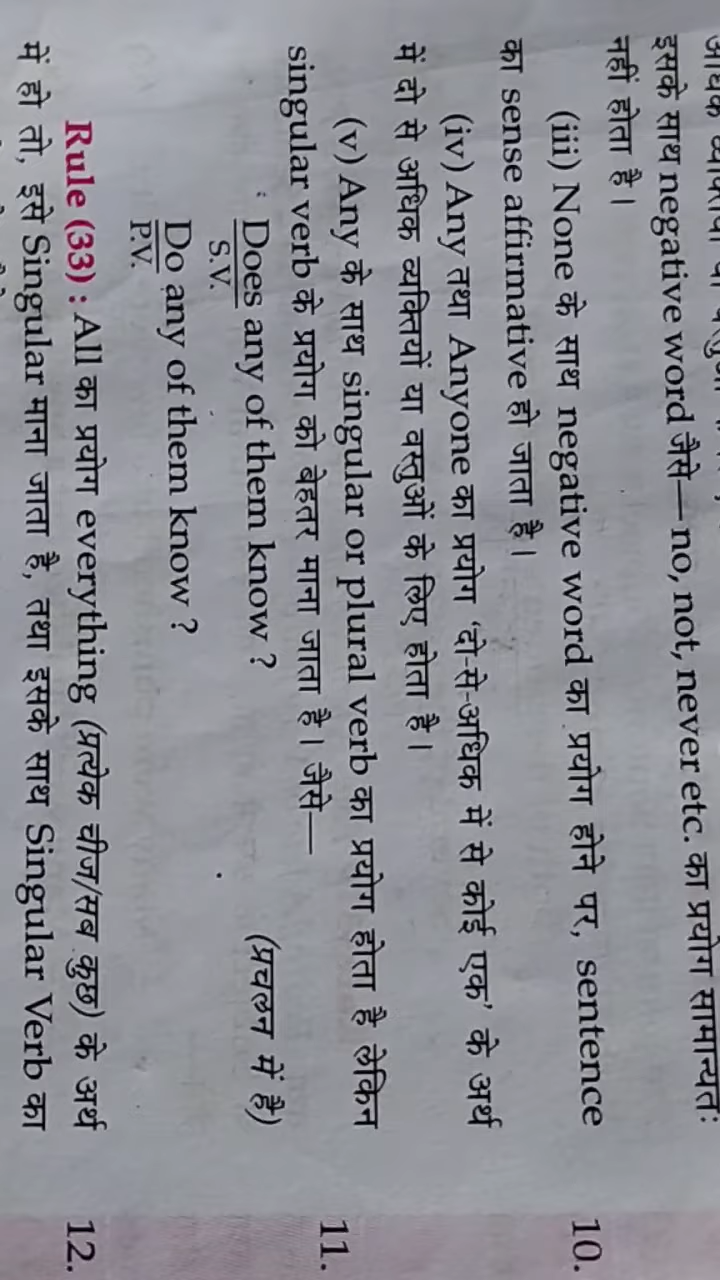 इसके साथ negative word जैसे— no, not, never etc. का प्रयोग सामान्यतः
नहीं होता है।
(iii) None के साथ negative word का प्रयोग होने पर, sentence
का sense affirmative हो जाता है।
(iv) Any तथा Anyone का प्रयोग 'दो-से-अधिक में से कोई एक' के अर्थ
में दो से अधिक व्यक्तियों या वस्तुओं के लिए होता है।
(v) Any के साथ singular or plural verb का प्रयोग होता है लेकिन
singular verb के प्रयोग को बेहतर माना जाता है। जैसे—
Does any of them know ? (प्रचलन में है)
S.V.
Do any of them know ?
P.V.
Rule (33) : All का प्रयोग everything (प्रत्येक चीज/सब कुछ) के अर्थ
में हो तो, इसे Singular माना जाता है, तथा इसके साथ Singular Verb का
10.
11.
12.